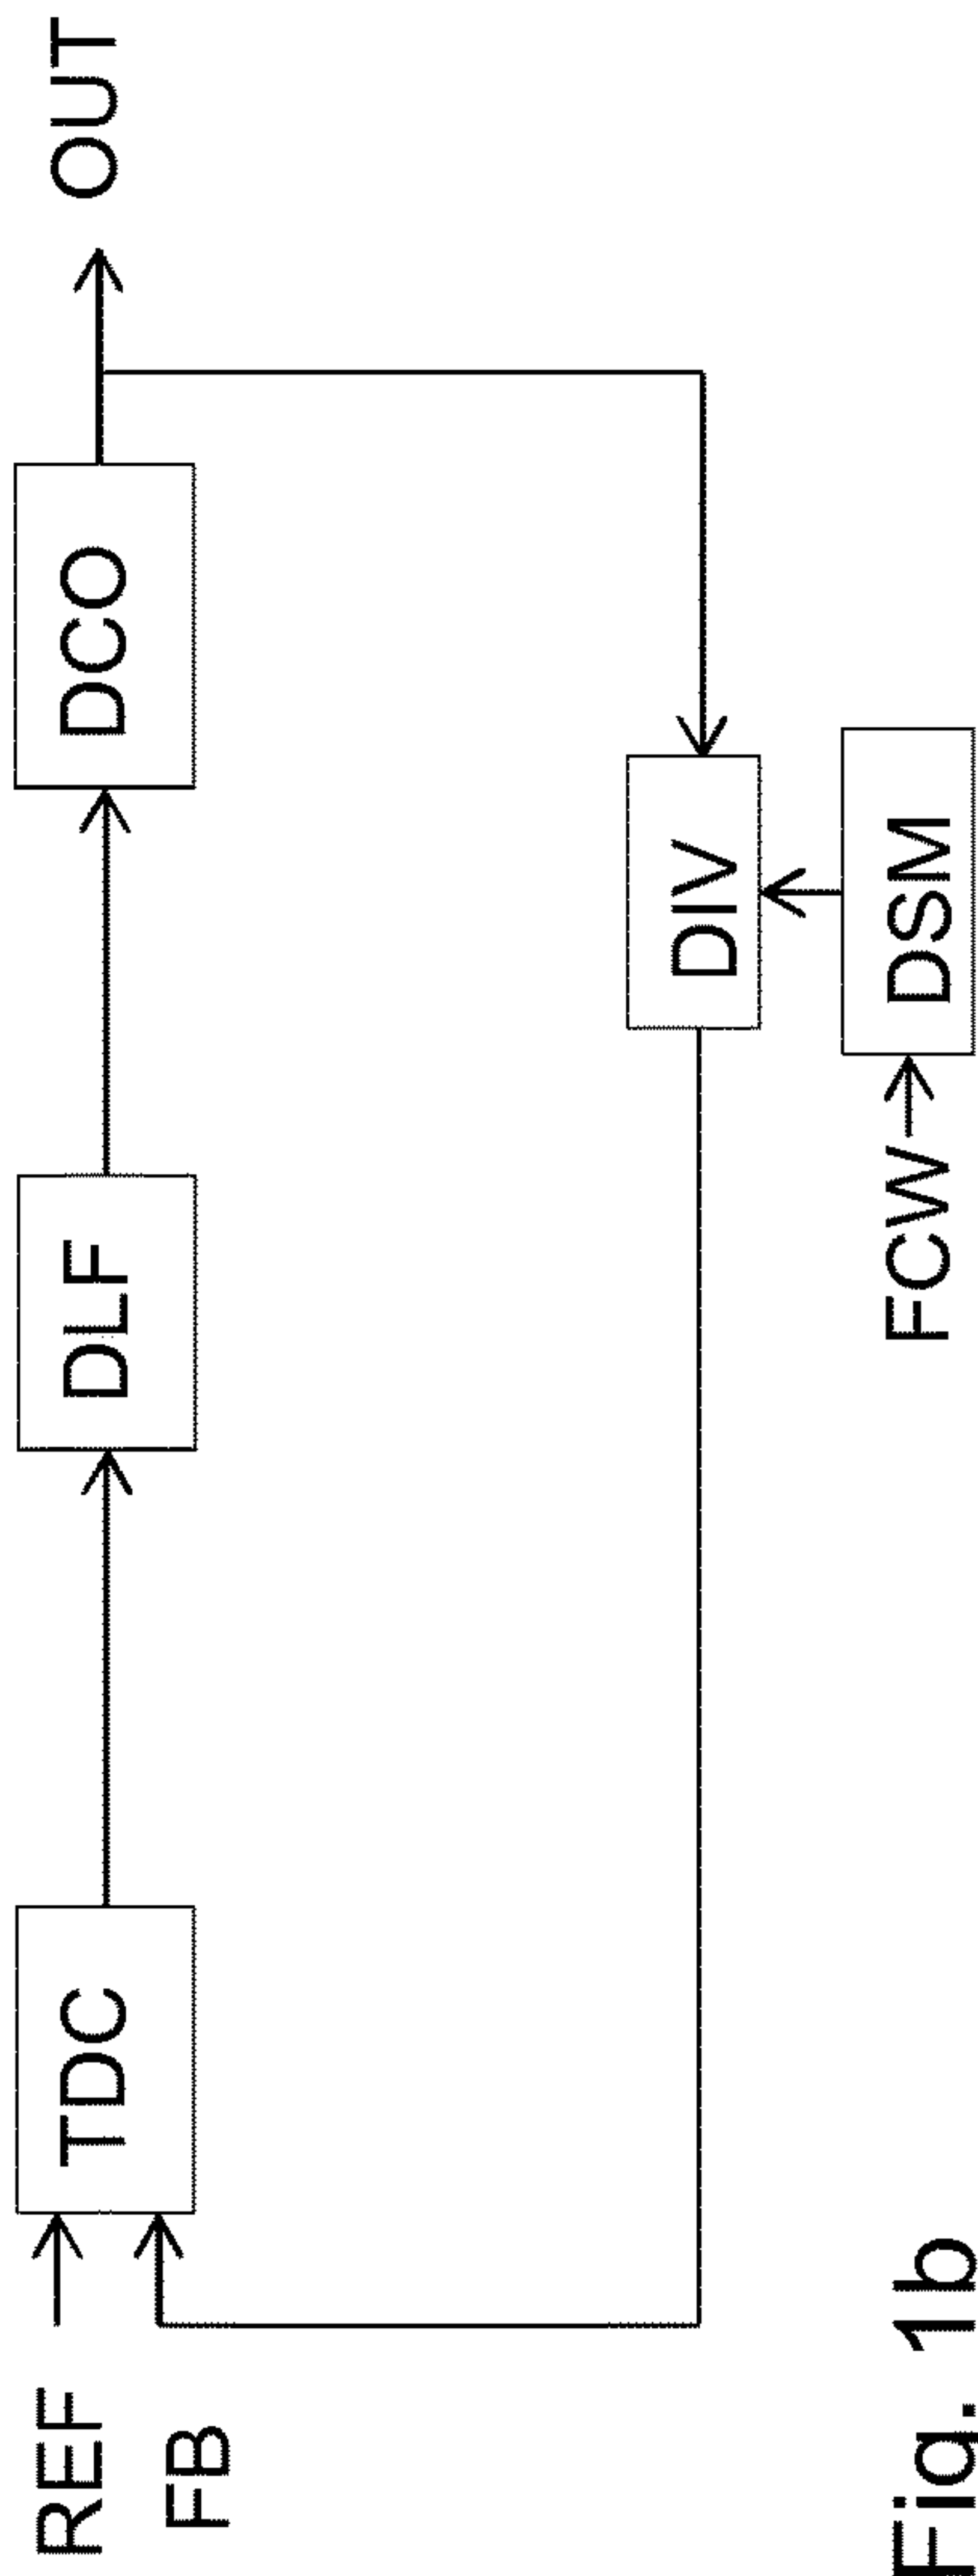 REF
FB
TDC
DLF
DCO
OUT
DIV
FCW
DSM
Fig. 1b